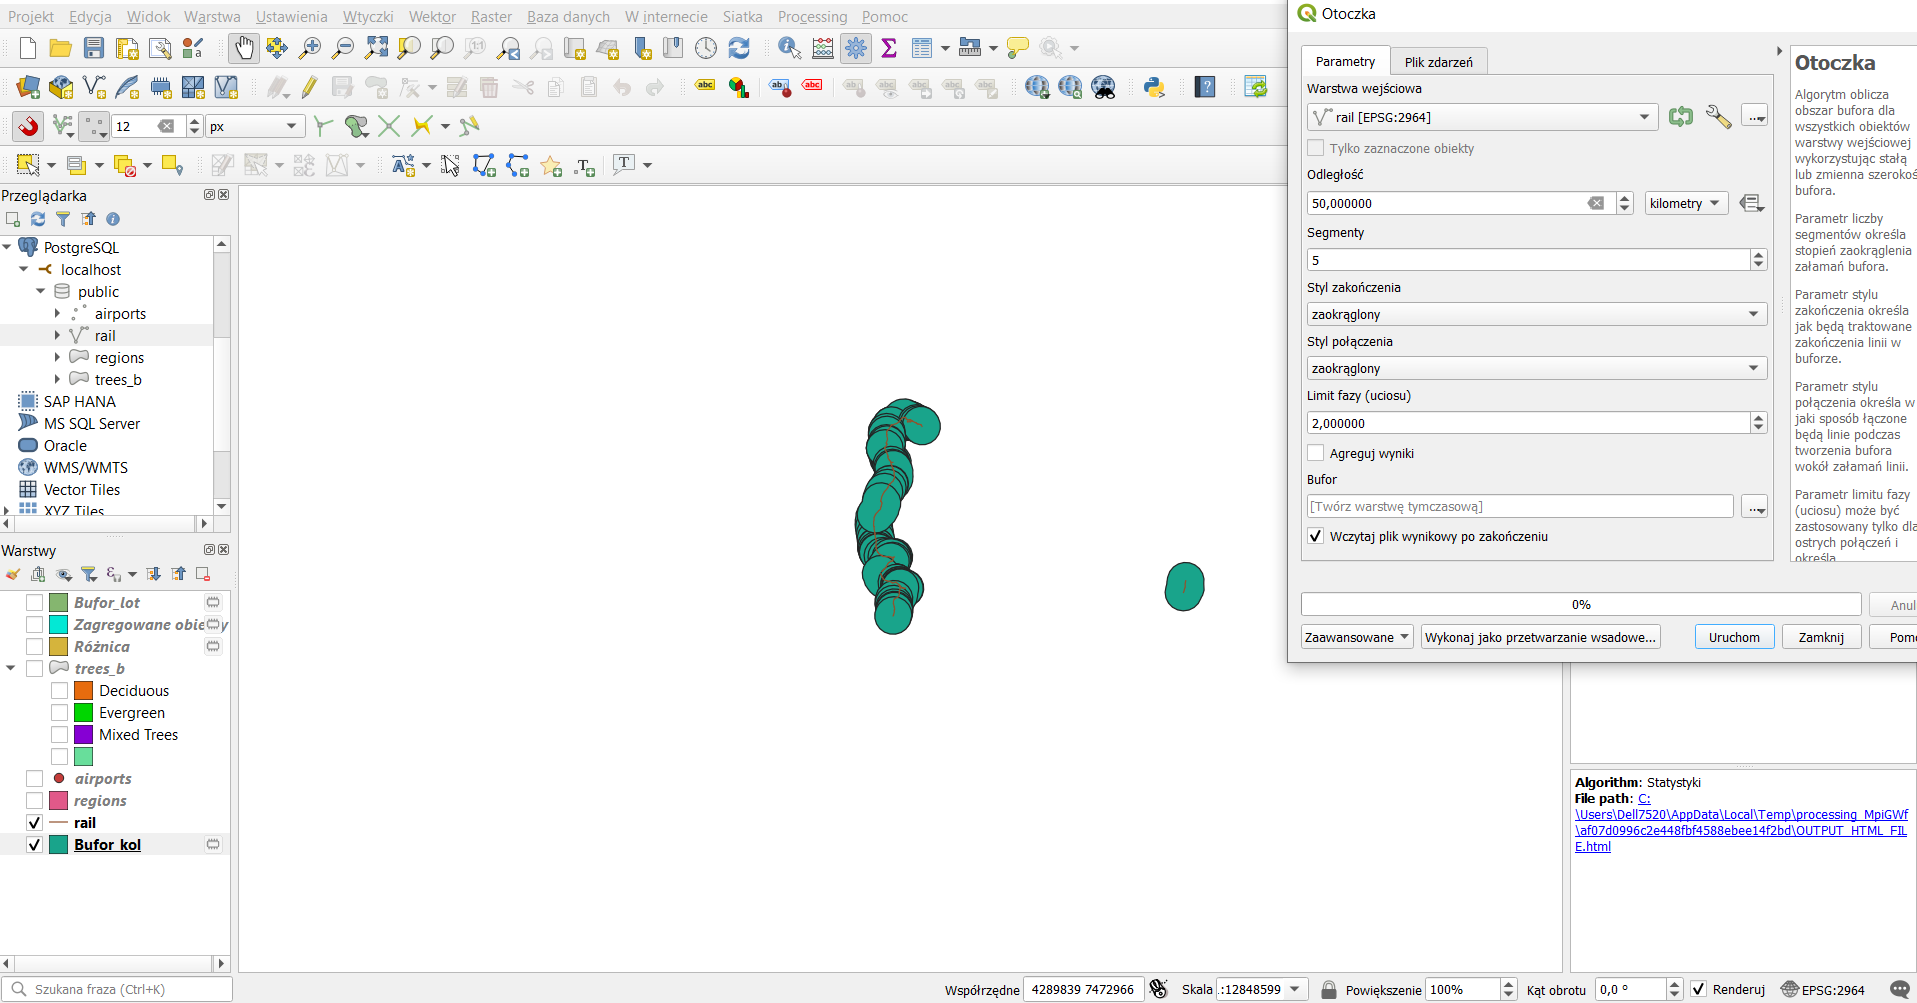 Projekt Edycja Widok Warstwa Ustawienia Wtyczki Wektor Raster Baza danych W internecie Siatka Processing Pomoc
12 px
Przeglądarka
PostgreSQL
localhost
public
airports
rail
regions
trees_b
SAP HANA
MS SQL Server
Oracle
WMS/WMTS
Vector Tiles
XYZ Tiles
Warstwy
Bufor_lot
Zagregowane obiekty
Różnica
trees_b
Deciduous
Evergreen
Mixed Trees
airports
regions
rail
Bufor_kol
Szukana fraza (Ctrl+K)
Otoczka
Parametry Plik zdarzeń
Warstwa wejściowa
rail [EPSG:2964]
Tylko zaznaczone obiekty
Odległość
50,000000 kilometry
Segmenty
5
Styl zakończenia
zaokrąglony
Styl połączenia
zaokrąglony
Limit fazy (uciosu)
2,000000
Agreguj wyniki
Bufor
[Twórz warstwę tymczasową]
Wczytaj plik wynikowy po zakończeniu
0% Anul
Zaawansowane Wykonaj jako przetwarzanie wsadowe... Uruchom Zamknij Pomo
Otoczka
Algorytm oblicza
obszar bufora dla
wszystkich obiektów
warstwy wejściowej
wykorzystując stałą
lub zmienna szerokoś
bufora.
Parametr liczby
segmentów określa
stopień zaokrąglenia
załamań bufora.
Parametr stylu
zakończenia określa
jak będą traktowane
zakończenia linii w
buforze.
Parametr stylu
połączenia określa w
jaki sposób łączone
będą linie podczas
tworzenia bufora
wokół załamań linii.
Parametr limitu fazy
(uciosu) może być
zastosowany tylko dla
ostrych połączeń i
określa
Algorithm: Statystyki
File path: C:
\Users\Dell7520\AppData\Local\Temp\processing_MpiGWf
\af07d0996c2e448fbf4588ebee14f2bd\OUTPUT_HTML_FIL
E.html
Współrzędne 4289839 7472966 Skala :12848599 Powiększenie 100% Kąt obrotu 0,0 ° Renderuj EPSG:2964